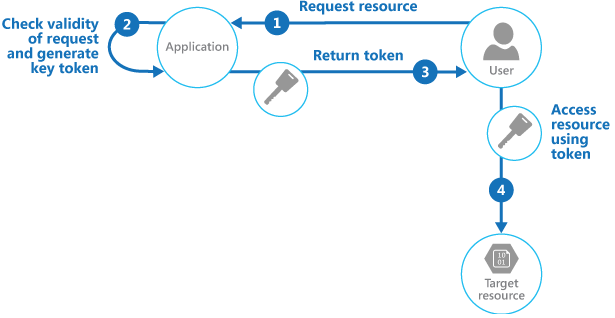 Request resource
1
2
Check validity
of request
and generate
key token
Application
User
Return token
3
Access
resource
using
token
4
10
01
Target
resource